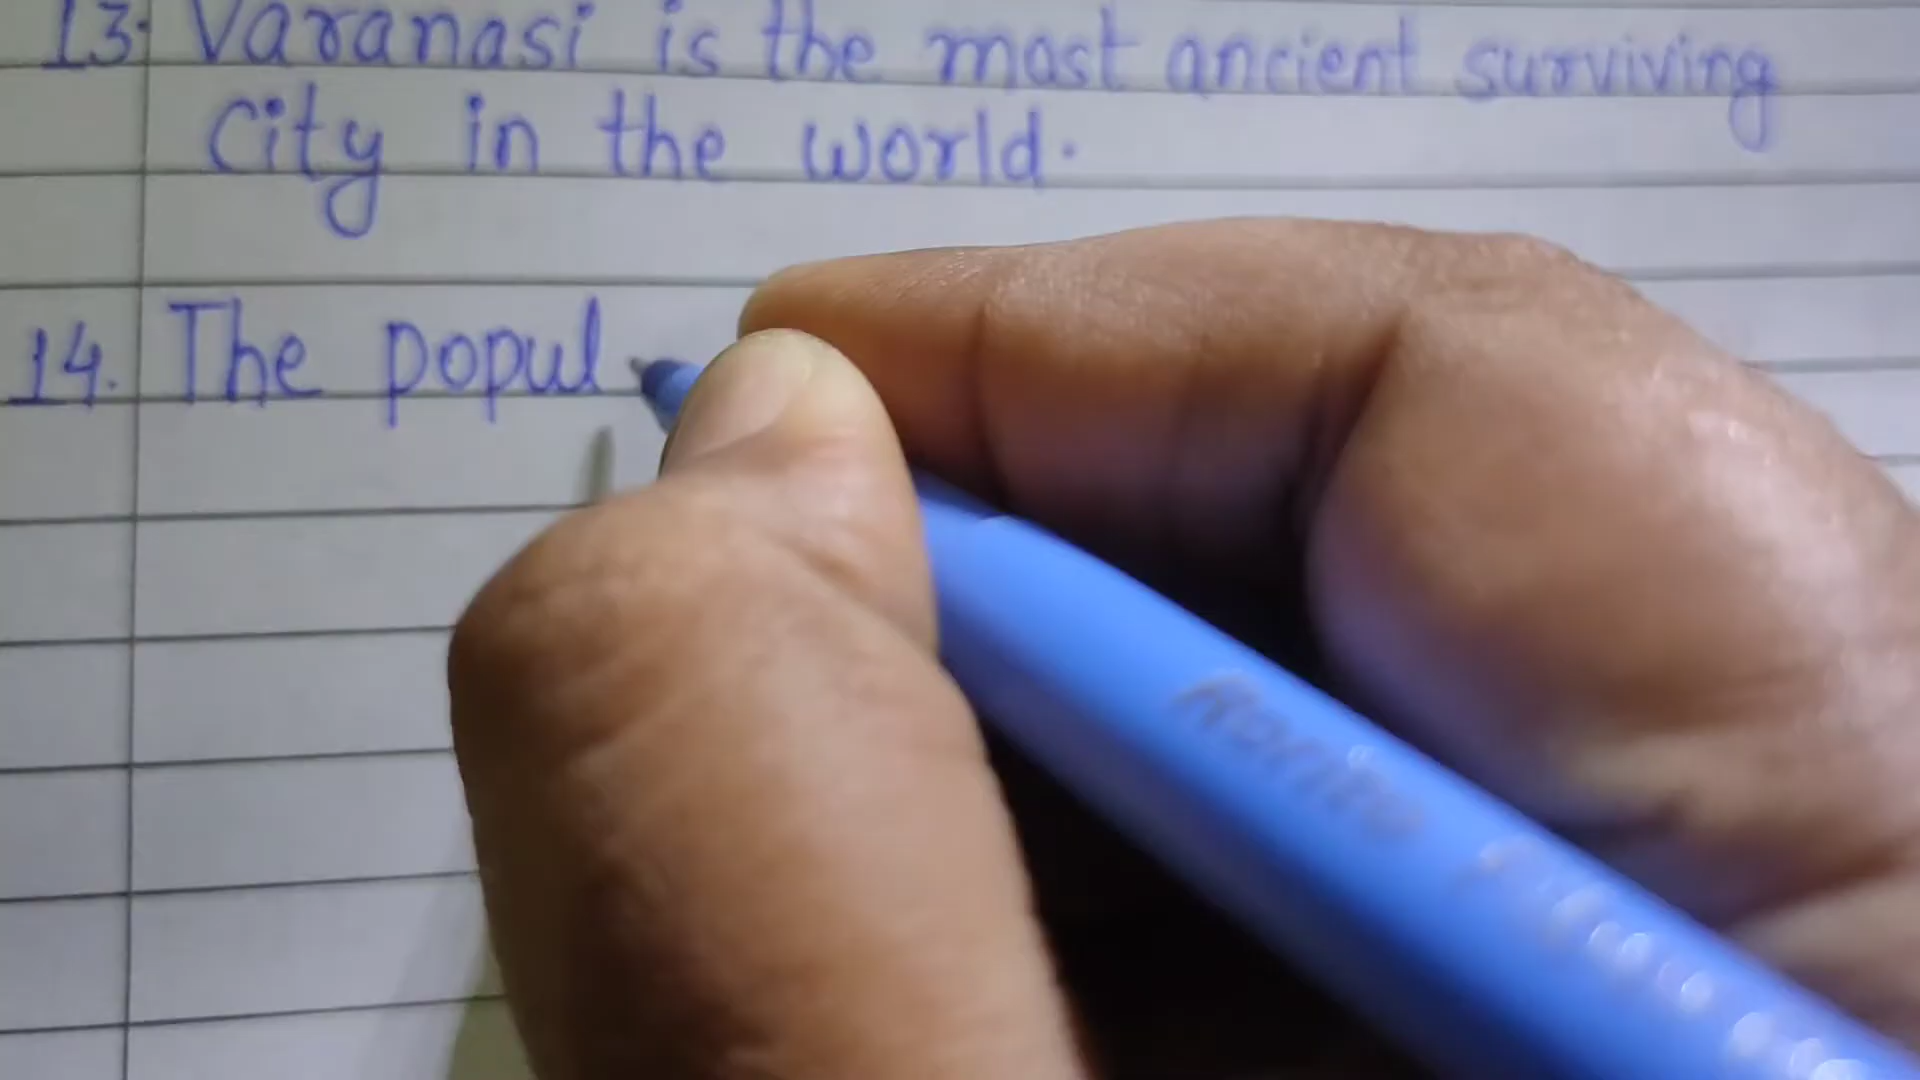 13. Varanasi is the most ancient surviving
city in the world.
14. The popul